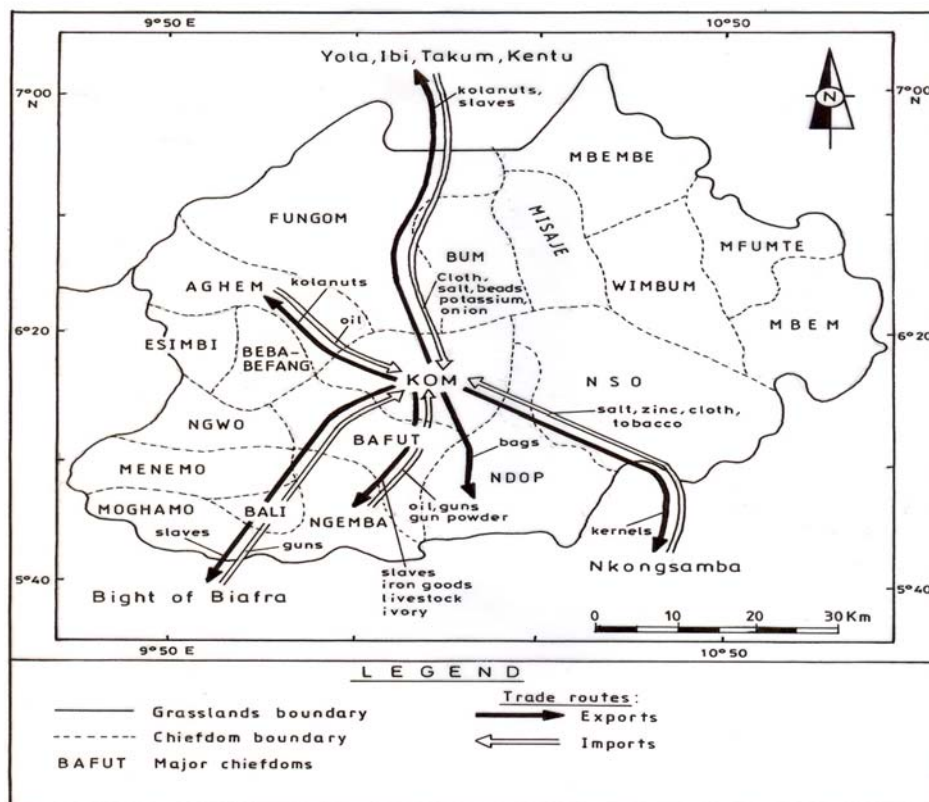 9°50 E
10°50
Yola, Ibi, Takum, Kentu
7°00
N
7°00
N
kolanuts,
slaves
MBEMBE
FUNGOM
MISAJE
BUM
MFUMTE
AGHEM
kolanuts
Cloth,
salt, beads
potassium,
onion
WIMBUM
6°20
oil
6°20
ESIMBI
BEBA-
BEFANG
MBEM
KOM
NSO
salt, zinc, cloth,
tobacco
NGWO
BAFUT
bags
MENEMO
NDOP
MOGHAMO
BALI
NGEMBA
oil, guns
gun powder
slaves
guns
kernels
5°40
slaves
iron goods
livestock
ivory
Nkongsamba
5°40
Bight of Biafra
0 10 20 30 Km
9°50 E
10°50
LEGEND
Trade routes:
Grasslands boundary
Exports
Chiefdom boundary
Imports
BAFUT Major chiefdoms